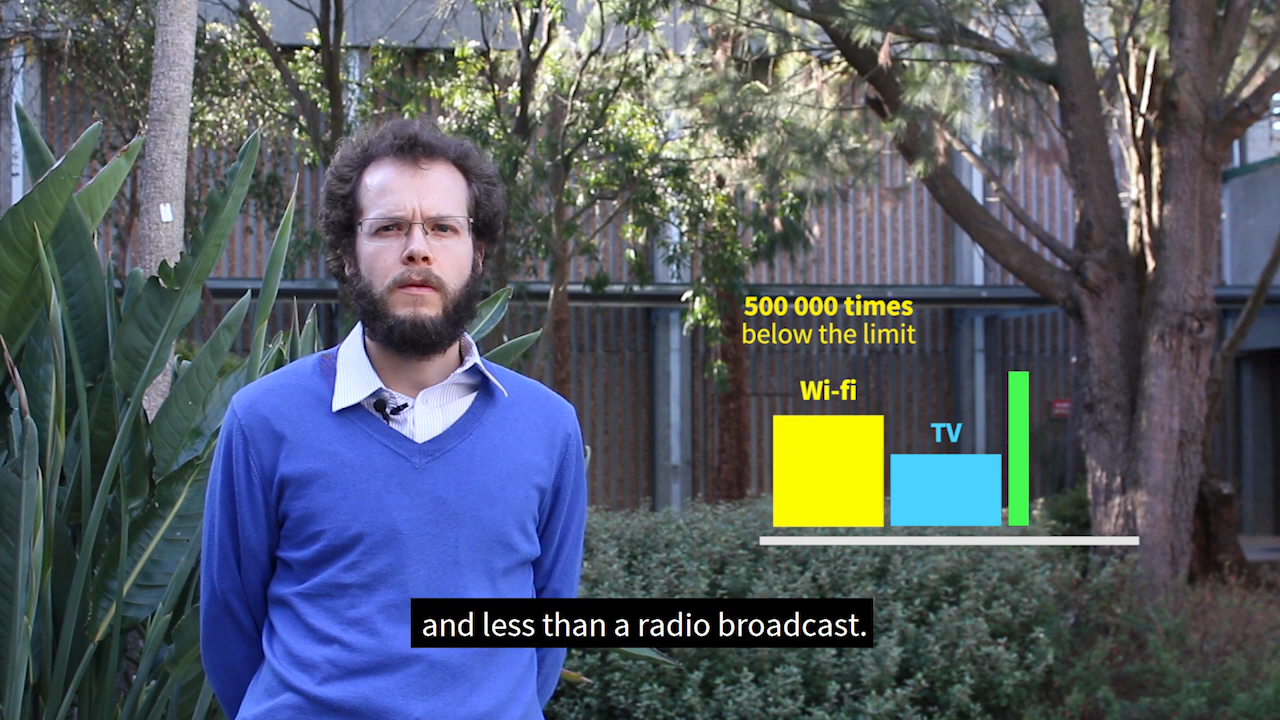 500 000 times
below the limit
Wi-fi
TV
and less than a radio broadcast.